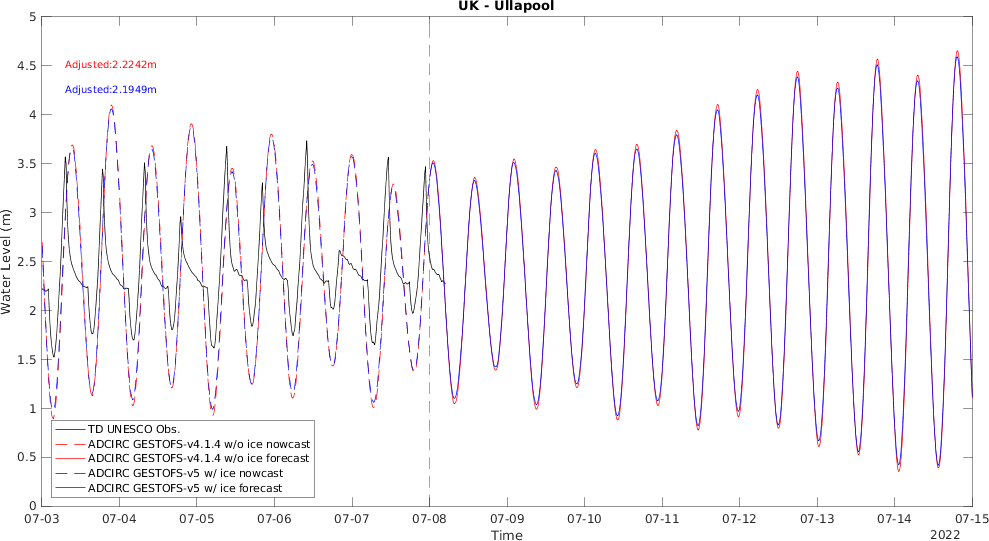 UK - Ullapool
5
4.5
4
3.5
3
2.5
2
1.5
1
0.5
0
Water Level (m)
Adjusted:2.2242m
Adjusted:2.1949m
TD UNESCO Obs.
ADCIRC GESTOFS-v4.1.4 w/o ice nowcast
ADCIRC GESTOFS-v4.1.4 w/o ice forecast
ADCIRC GESTOFS-v5 w/ ice nowcast
ADCIRC GESTOFS-v5 w/ ice forecast
07-03 07-04 07-05 07-06 07-07 07-08 07-09 07-10 07-11 07-12 07-13 07-14 07-15
Time
2022